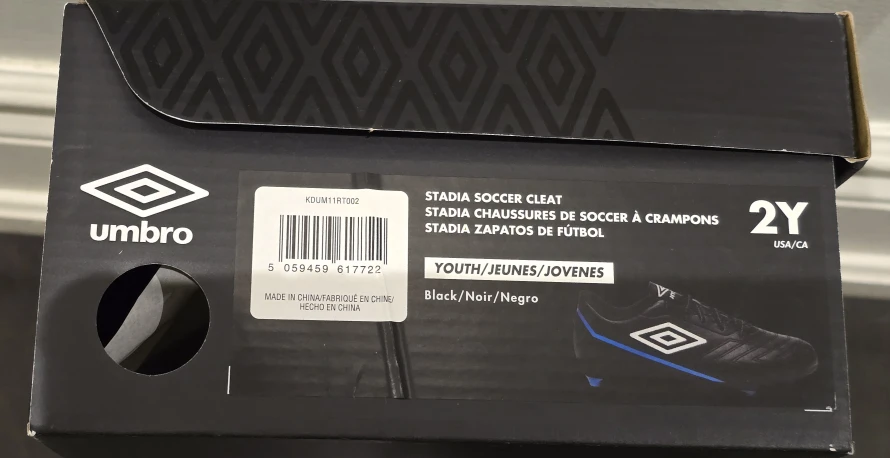 umbro
KDUM11RT002
5 059459 617722
MADE IN CHINA/FABRIQUÉ EN CHINE/
HECHO EN CHINA
STADIA SOCCER CLEAT
STADIA CHAUSSURES DE SOCCER À CRAMPONS
STADIA ZAPATOS DE FÚTBOL
YOUTH/JEUNES/JOVENES
Black/Noir/Negro
2Y
USA/CA